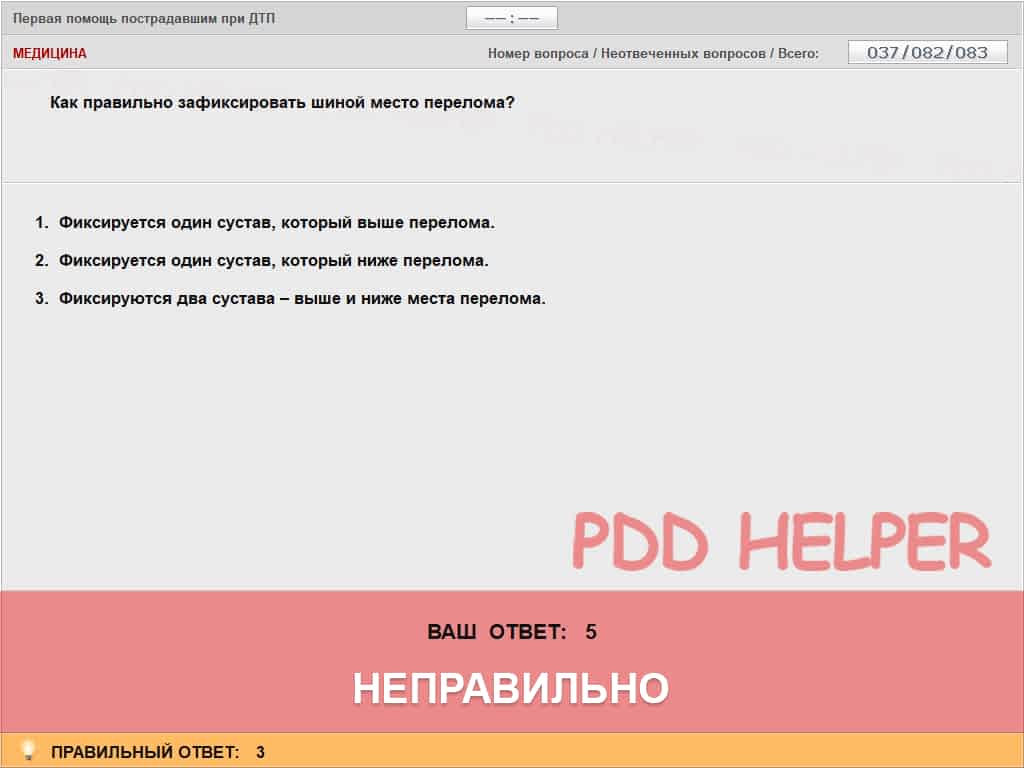 Первая помощь пострадавшим при ДТП
—— : ——
МЕДИЦИНА
Номер вопроса / Неотвеченных вопросов / Всего:
037/082/083
Как правильно зафиксировать шиной место перелома?
1. Фиксируется один сустав, который выше перелома.
2. Фиксируется один сустав, который ниже перелома.
3. Фиксируются два сустава – выше и ниже места перелома.
PDD HELPER
ВАШ ОТВЕТ: 5
НЕПРАВИЛЬНО
ПРАВИЛЬНЫЙ ОТВЕТ: 3